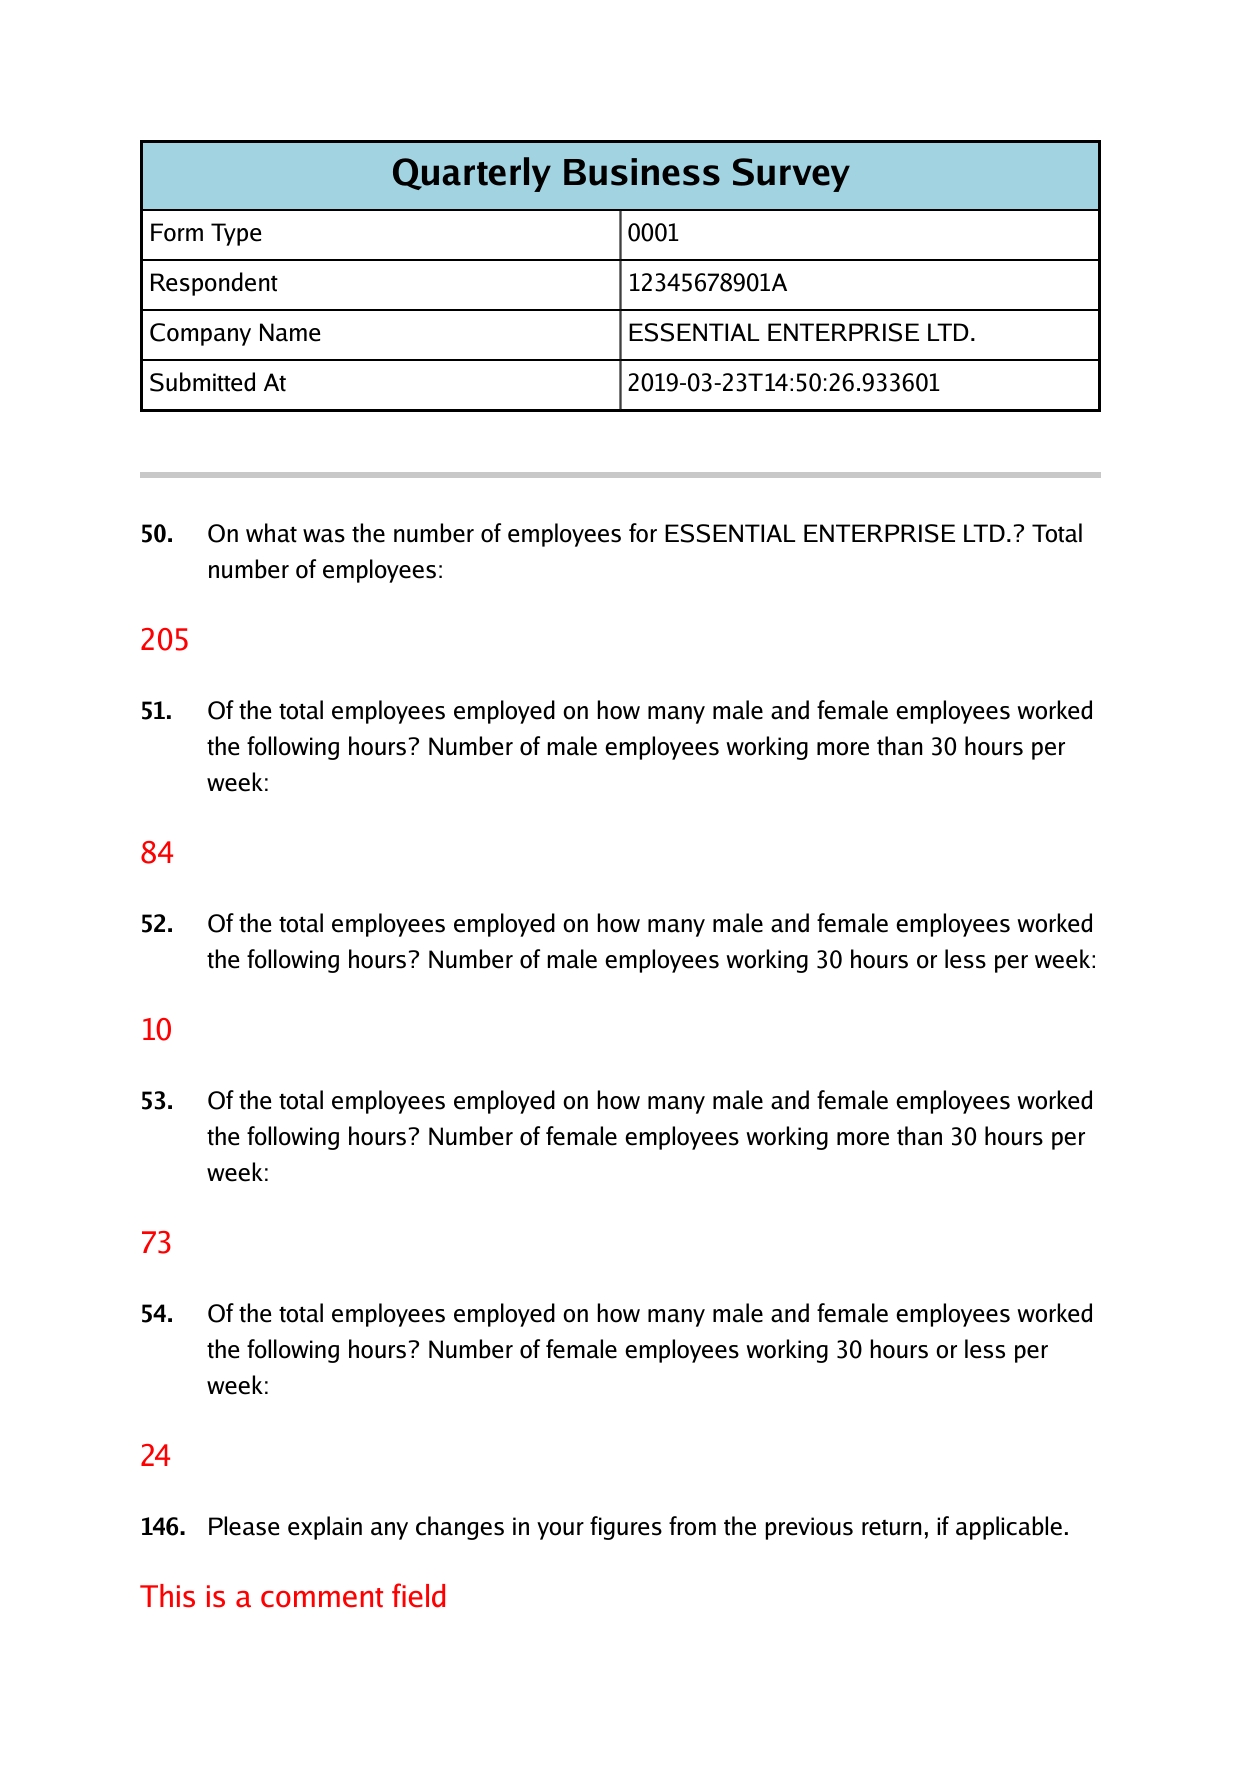 Quarterly Business Survey
Form Type 0001
Respondent 12345678901A
Company Name ESSENTIAL ENTERPRISE LTD.
Submitted At 2019-03-23T14:50:26.933601
50. On what was the number of employees for ESSENTIAL ENTERPRISE LTD.? Total
number of employees:
205
51. Of the total employees employed on how many male and female employees worked
the following hours? Number of male employees working more than 30 hours per
week:
84
52. Of the total employees employed on how many male and female employees worked
the following hours? Number of male employees working 30 hours or less per week:
10
53. Of the total employees employed on how many male and female employees worked
the following hours? Number of female employees working more than 30 hours per
week:
73
54. Of the total employees employed on how many male and female employees worked
the following hours? Number of female employees working 30 hours or less per
week:
24
146. Please explain any changes in your figures from the previous return, if applicable.
This is a comment field